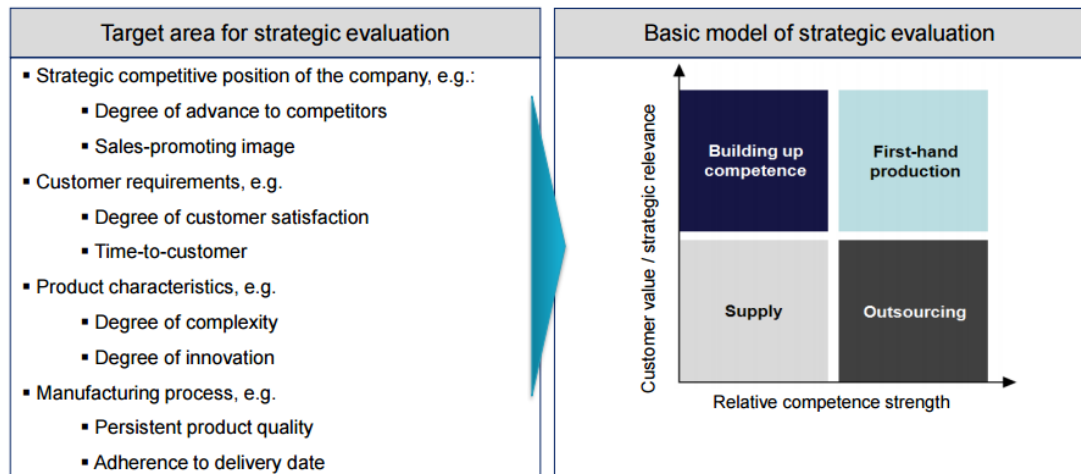 Target area for strategic evaluation
▪ Strategic competitive position of the company, e.g.:
▪ Degree of advance to competitors
▪ Sales-promoting image
▪ Customer requirements, e.g.
▪ Degree of customer satisfaction
▪ Time-to-customer
▪ Product characteristics, e.g.
▪ Degree of complexity
▪ Degree of innovation
▪ Manufacturing process, e.g.
▪ Persistent product quality
▪ Adherence to delivery date
Basic model of strategic evaluation
Customer value / strategic relevance
Building up
competence
First-hand
production
Supply
Outsourcing
Relative competence strength